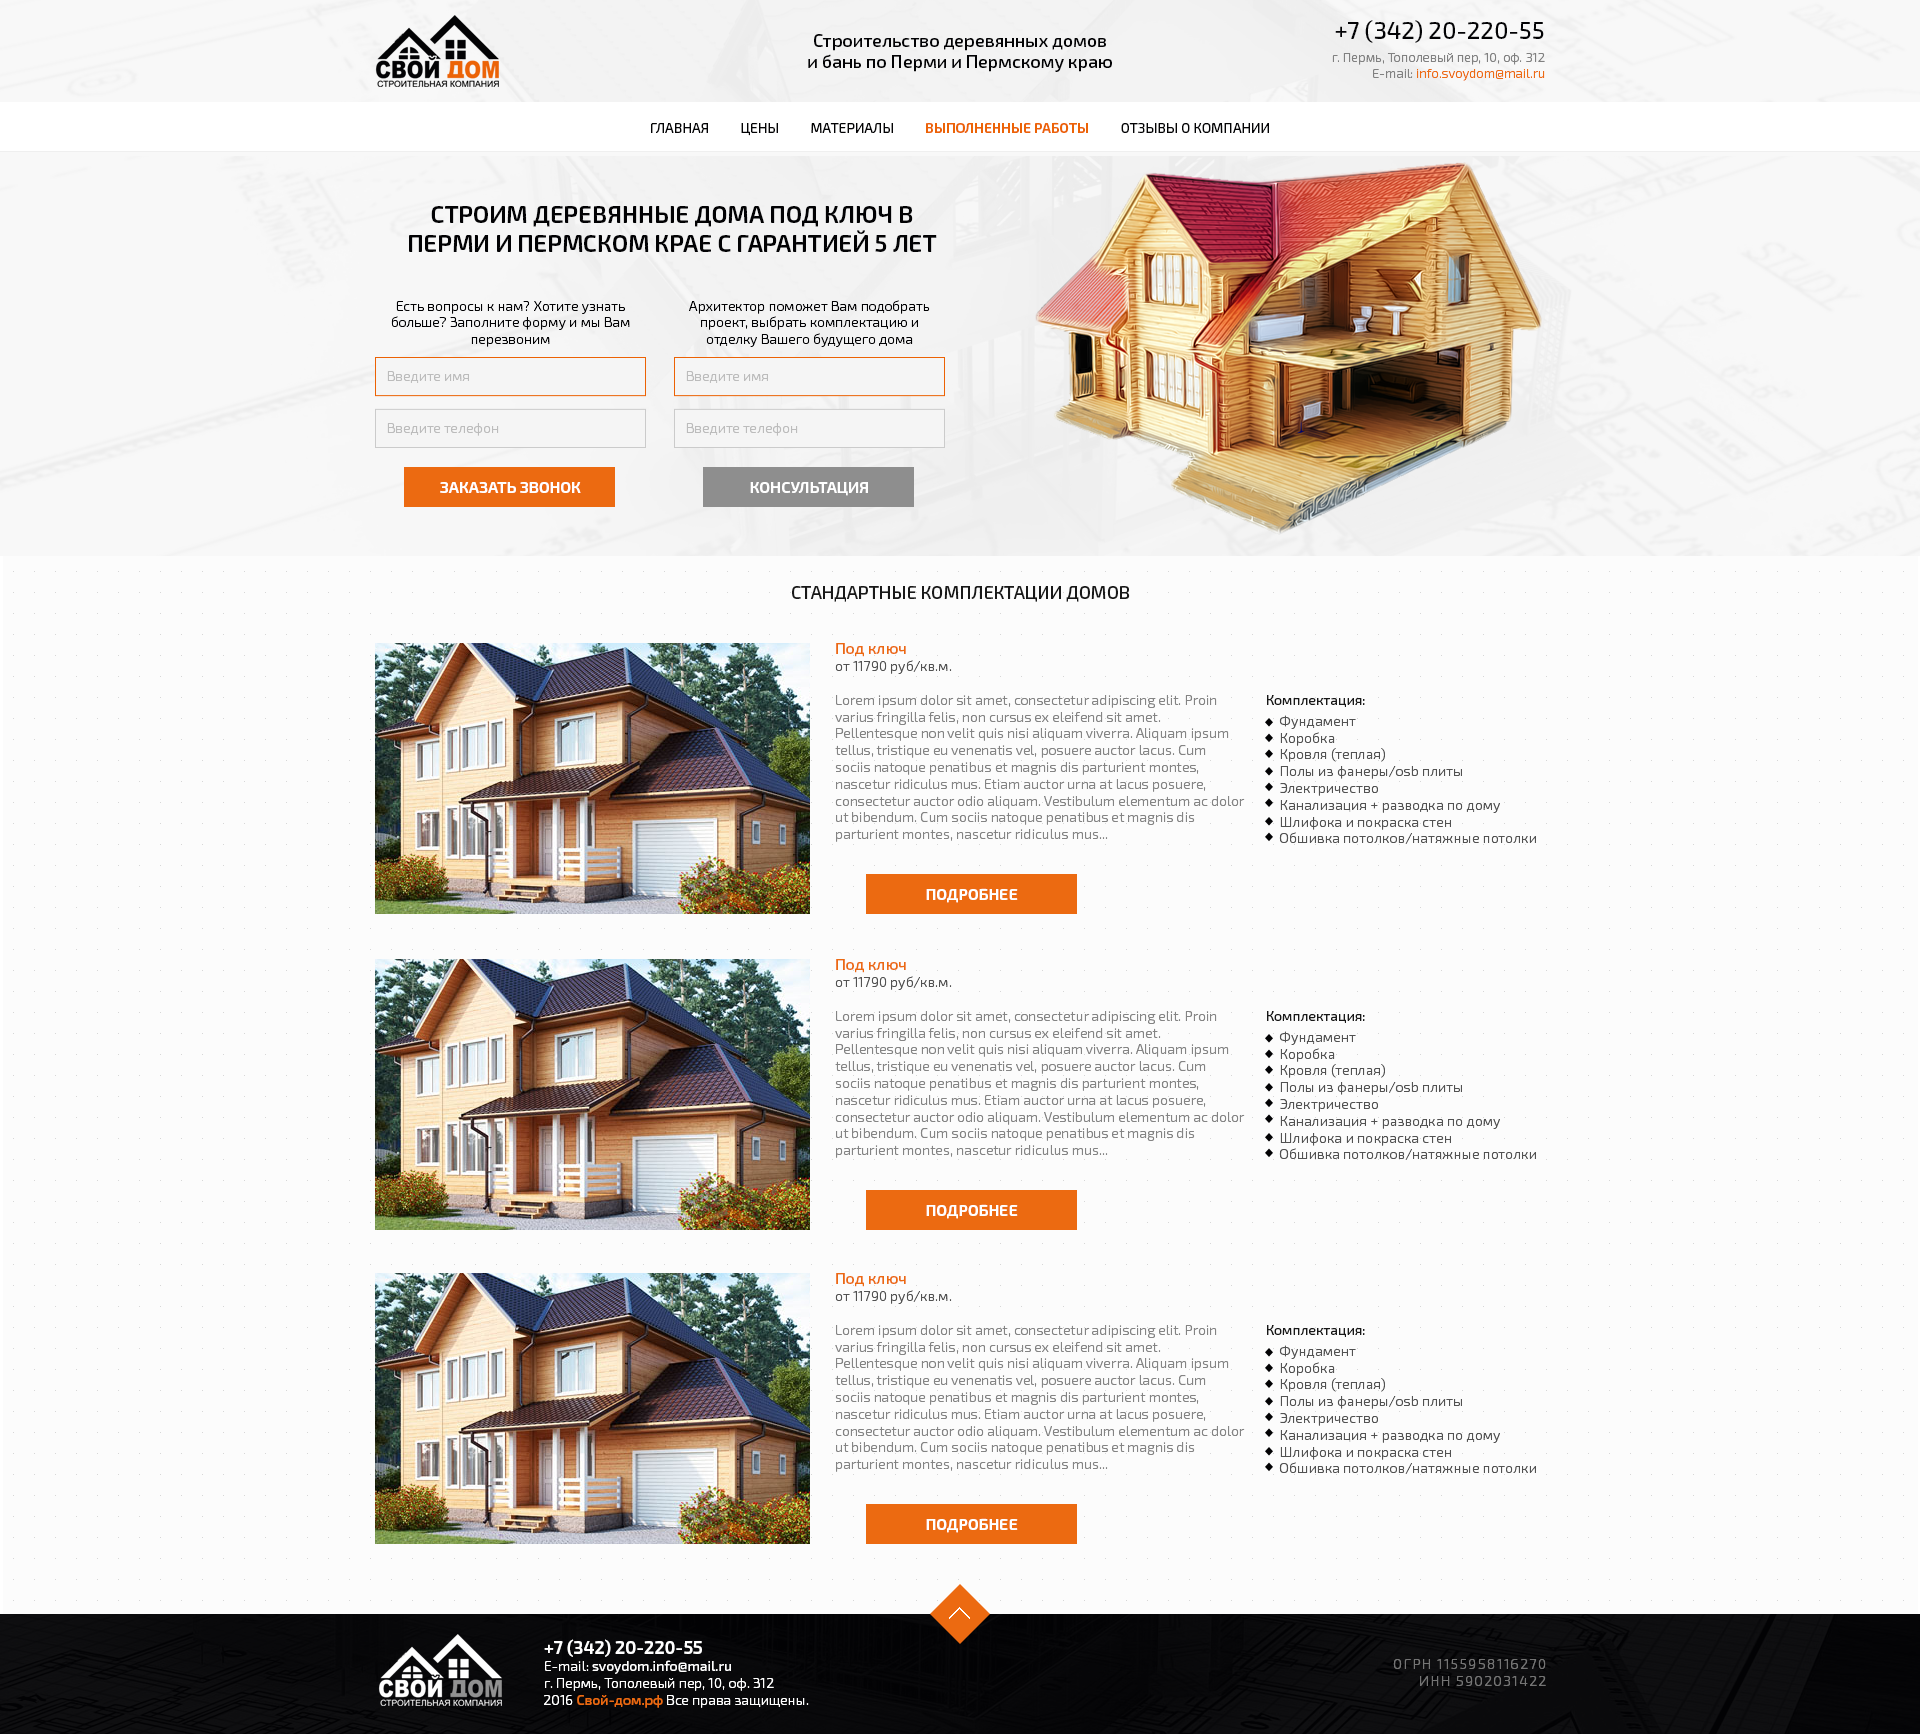 СВОЙ ДОМ
СТРОИТЕЛЬНАЯ КОМПАНИЯ
Строительство деревянных домов
и бань по Перми и Пермскому краю
+7 (342) 20-220-55
г. Пермь, Тополевый пер, 10, оф. 312
E-mail: info.svoydom@mail.ru
ГЛАВНАЯ ЦЕНЫ МАТЕРИАЛЫ ВЫПОЛНЕННЫЕ РАБОТЫ ОТЗЫВЫ О КОМПАНИИ
СТРОИМ ДЕРЕВЯННЫЕ ДОМА ПОД КЛЮЧ В
ПЕРМИ И ПЕРМСКОМ КРАЕ С ГАРАНТИЕЙ 5 ЛЕТ
Есть вопросы к нам? Хотите узнать
больше? Заполните форму и мы Вам
перезвоним
Введите имя
Введите телефон
ЗАКАЗАТЬ ЗВОНОК
Архитектор поможет Вам подобрать
проект, выбрать комплектацию и
отделку Вашего будущего дома
Введите имя
Введите телефон
КОНСУЛЬТАЦИЯ
СТАНДАРТНЫЕ КОМПЛЕКТАЦИИ ДОМОВ
Под ключ
от 11790 руб/кв.м.
Lorem ipsum dolor sit amet, consectetur adipiscing elit. Proin
varius fringilla felis, non cursus ex eleifend sit amet.
Pellentesque non velit quis nisi aliquam viverra. Aliquam ipsum
tellus, tristique eu venenatis vel, posuere auctor lacus. Cum
sociis natoque penatibus et magnis dis parturient montes,
nascetur ridiculus mus. Etiam auctor urna at lacus posuere,
consectetur auctor odio aliquam. Vestibulum elementum ac dolor
ut bibendum. Cum sociis natoque penatibus et magnis dis
parturient montes, nascetur ridiculus mus...
ПОДРОБНЕЕ
Комплектация:
Фундамент
Коробка
Кровля (теплая)
Полы из фанеры/osb плиты
Электричество
Канализация + разводка по дому
Шлифока и покраска стен
Обшивка потолков/натяжные потолки
Под ключ
от 11790 руб/кв.м.
Lorem ipsum dolor sit amet, consectetur adipiscing elit. Proin
varius fringilla felis, non cursus ex eleifend sit amet.
Pellentesque non velit quis nisi aliquam viverra. Aliquam ipsum
tellus, tristique eu venenatis vel, posuere auctor lacus. Cum
sociis natoque penatibus et magnis dis parturient montes,
nascetur ridiculus mus. Etiam auctor urna at lacus posuere,
consectetur auctor odio aliquam. Vestibulum elementum ac dolor
ut bibendum. Cum sociis natoque penatibus et magnis dis
parturient montes, nascetur ridiculus mus...
ПОДРОБНЕЕ
Комплектация:
Фундамент
Коробка
Кровля (теплая)
Полы из фанеры/osb плиты
Электричество
Канализация + разводка по дому
Шлифока и покраска стен
Обшивка потолков/натяжные потолки
Под ключ
от 11790 руб/кв.м.
Lorem ipsum dolor sit amet, consectetur adipiscing elit. Proin
varius fringilla felis, non cursus ex eleifend sit amet.
Pellentesque non velit quis nisi aliquam viverra. Aliquam ipsum
tellus, tristique eu venenatis vel, posuere auctor lacus. Cum
sociis natoque penatibus et magnis dis parturient montes,
nascetur ridiculus mus. Etiam auctor urna at lacus posuere,
consectetur auctor odio aliquam. Vestibulum elementum ac dolor
ut bibendum. Cum sociis natoque penatibus et magnis dis
parturient montes, nascetur ridiculus mus...
ПОДРОБНЕЕ
Комплектация:
Фундамент
Коробка
Кровля (теплая)
Полы из фанеры/osb плиты
Электричество
Канализация + разводка по дому
Шлифока и покраска стен
Обшивка потолков/натяжные потолки
СВОЙ ДОМ
СТРОИТЕЛЬНАЯ КОМПАНИЯ
+7 (342) 20-220-55
E-mail: svoydom.info@mail.ru
г. Пермь, Тополевый пер, 10, оф. 312
2016 Свой-дом.рф Все права защищены.
ОГРН 1155958116270
ИНН 5902031422